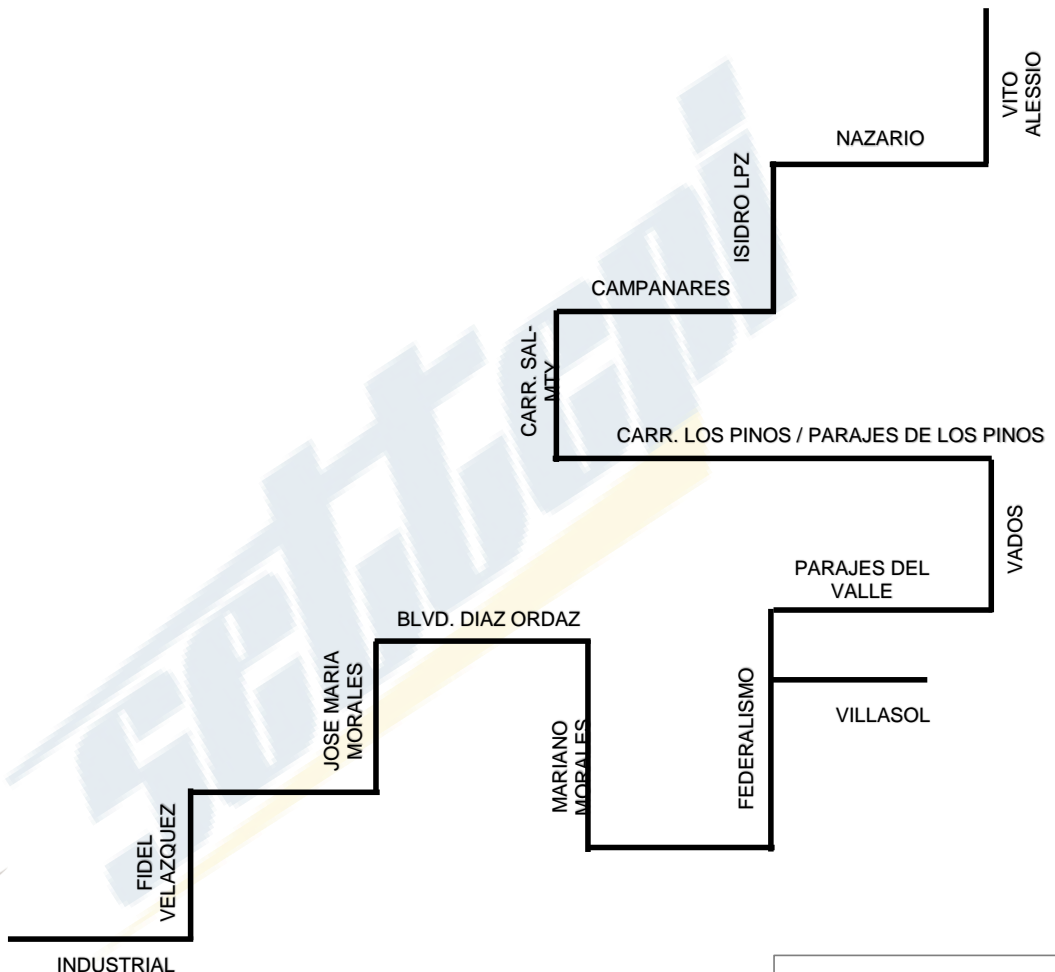 VITO
ALESSIO
NAZARIO
ISIDRO LPZ
CAMPANARES
CARR. SAL-
MTY
CARR. LOS PINOS / PARAJES DE LOS PINOS
VADOS
PARAJES DEL
VALLE
BLVD. DIAZ ORDAZ
JOSE MARIA
MORALES
MARIANO
MORALES
FEDERALISMO
VILLASOL
FIDEL
VELAZQUEZ
INDUSTRIAL
setteni